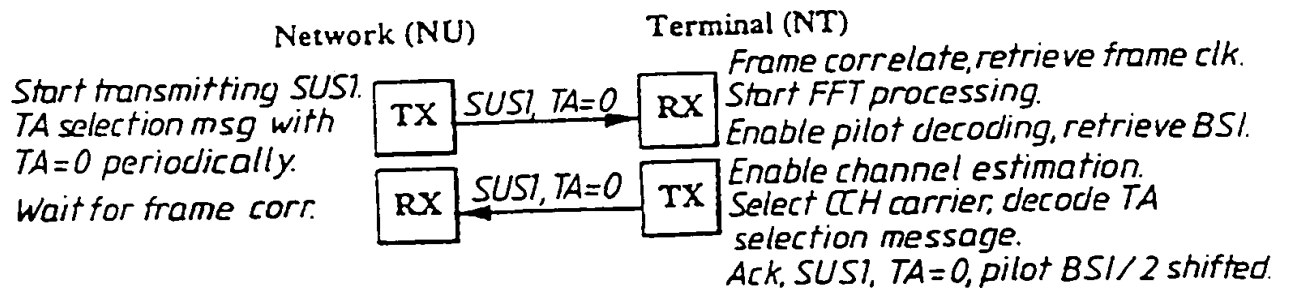 Network (NU)
Terminal (NT)
Start transmitting SUS1.
TA selection msg with
TA=0 periodically.
Wait for frame corr.
TX
SUS1, TA=0
RX
RX
SUS1, TA=0
TX
Frame correlate, retrieve frame clk.
Start FFT processing.
Enable pilot decoding, retrieve BSI.
Enable channel estimation.
Select CCH carrier, decode TA
selection message.
Ack, SUS1, TA=0, pilot BSI/2 shifted.